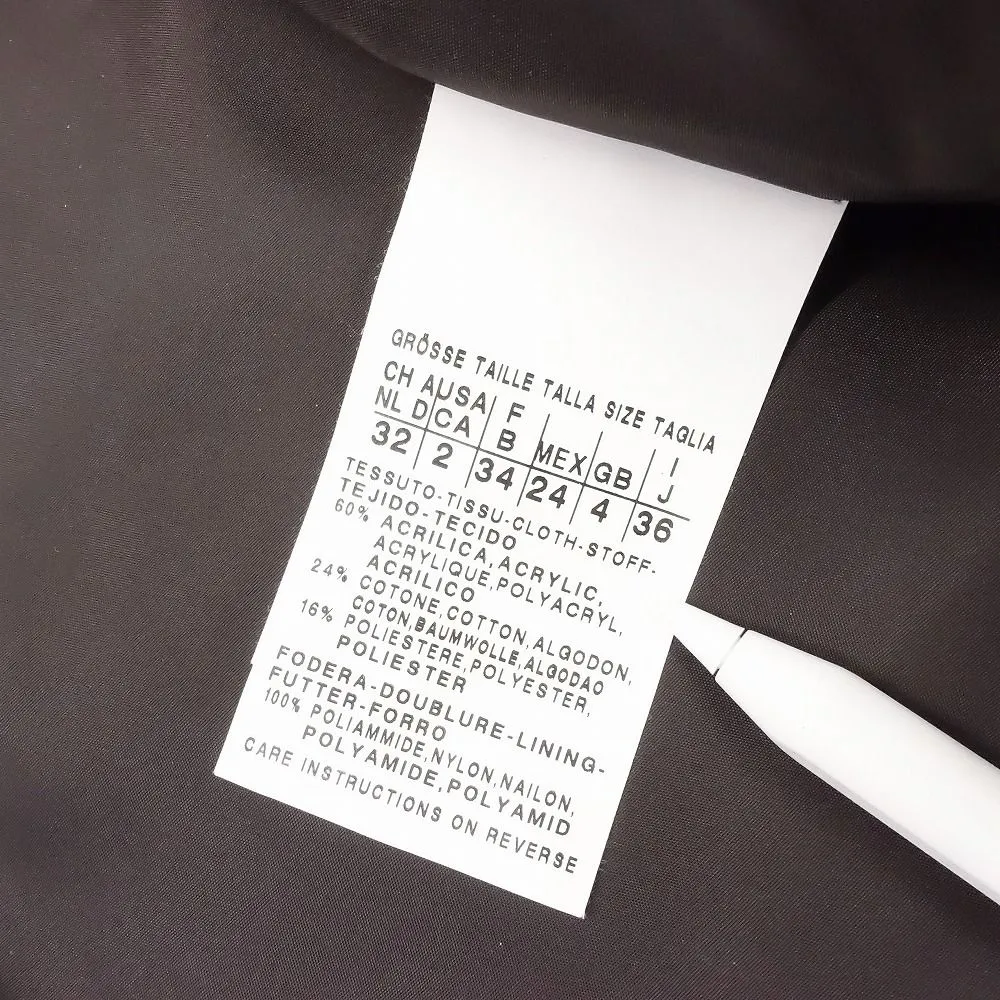 GRÖSSE TAILLE TALLA SIZE TAGLIA
CH A USA F I
NL D CA B MEX GB J
32 2 34 24 4 36
TESSUTO-TISSU-CLOTH-STOFF-
TEJIDO-TECIDO
60% ACRILICA,ACRYLIC,
ACRYLIQUE,POLYACRYL,
ACRILICO
24% COTONE,COTTON,ALGODON,
COTON,BAUMWOLLE,ALGODAO
16% POLIESTERE,POLYESTER,
POLIESTER
FODERA-DOUBLURE-LINING-
FUTTER-FORRO
100% POLIAMMIDE,NYLON,NAILON,
POLYAMIDE,POLYAMID
CARE INSTRUCTIONS ON REVERSE